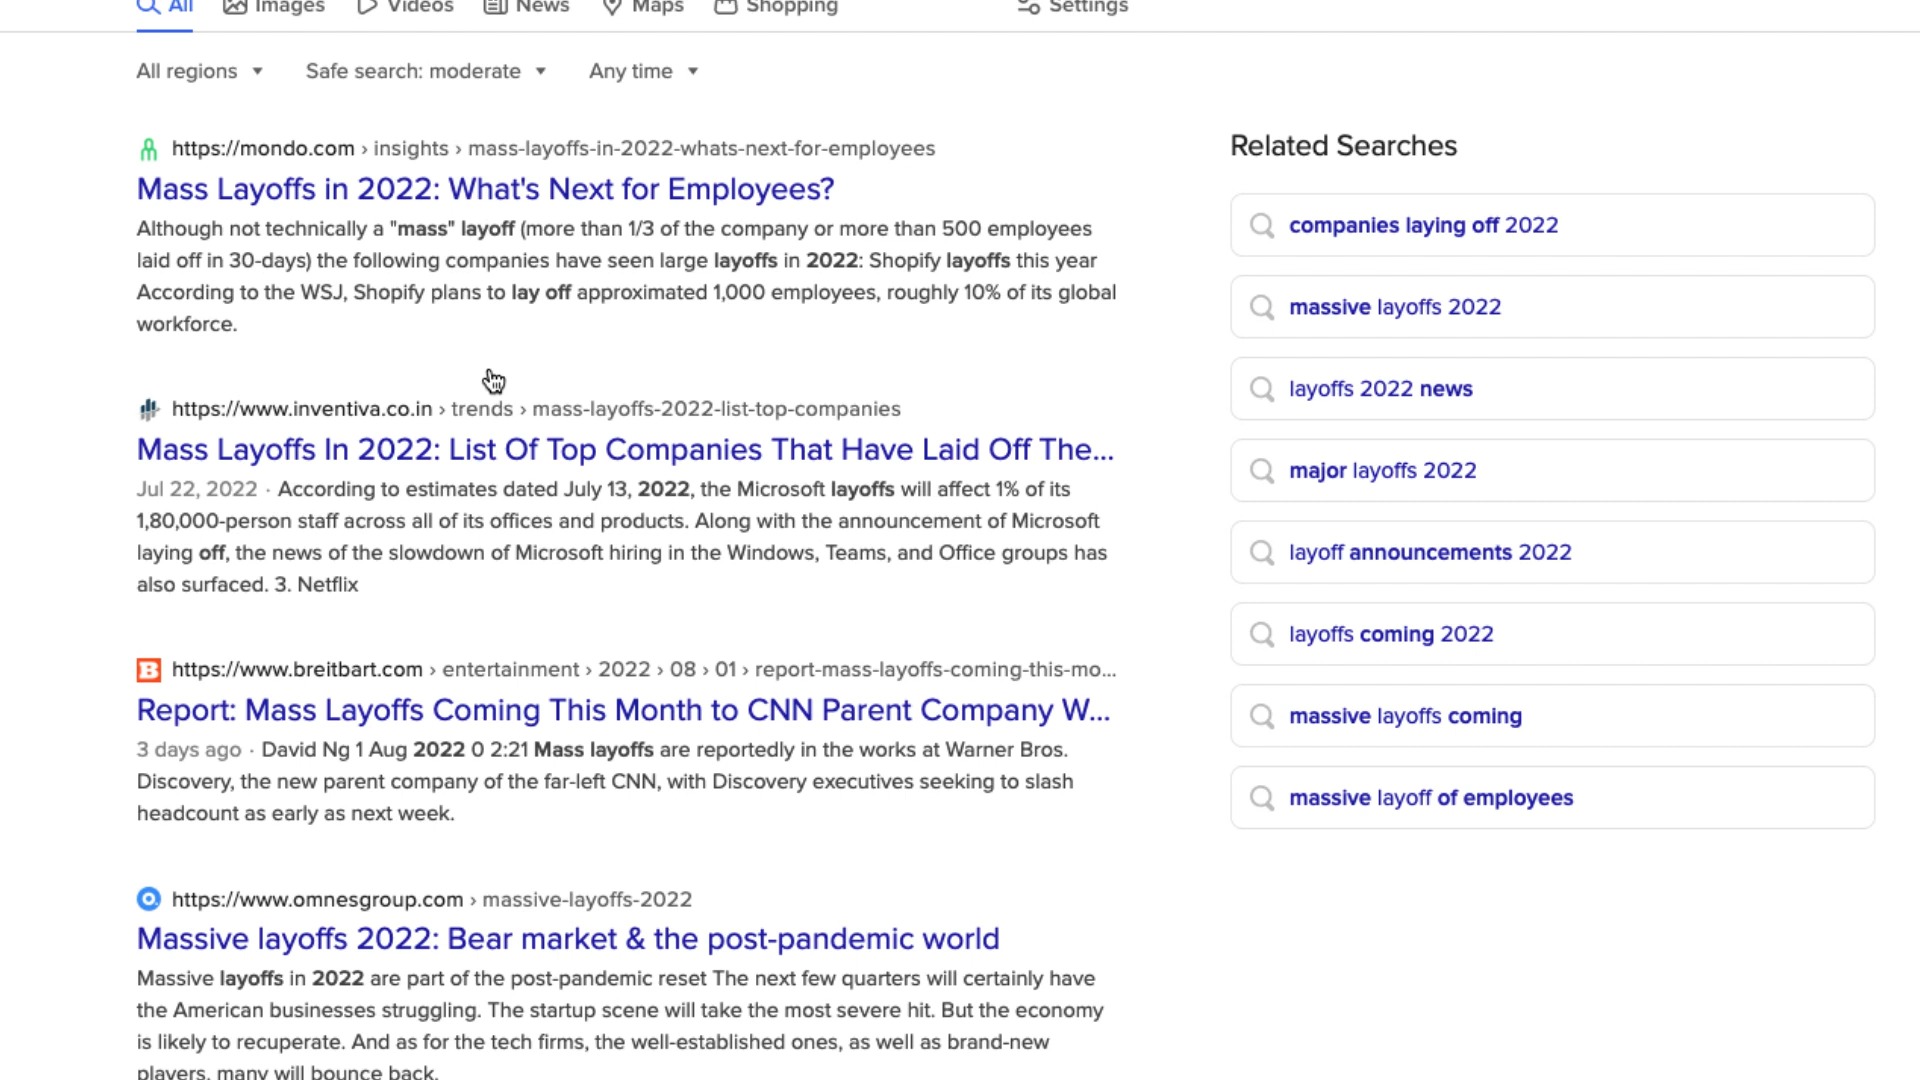 All Images Videos News Maps Shopping Settings
All regions Safe search: moderate Any time
https://mondo.com › insights › mass-layoffs-in-2022-whats-next-for-employees
Mass Layoffs in 2022: What's Next for Employees?
Although not technically a "mass" layoff (more than 1/3 of the company or more than 500 employees
laid off in 30-days) the following companies have seen large layoffs in 2022: Shopify layoffs this year
According to the WSJ, Shopify plans to lay off approximated 1,000 employees, roughly 10% of its global
workforce.
https://www.inventiva.co.in › trends › mass-layoffs-2022-list-top-companies
Mass Layoffs In 2022: List Of Top Companies That Have Laid Off The...
Jul 22, 2022 · According to estimates dated July 13, 2022, the Microsoft layoffs will affect 1% of its
1,80,000-person staff across all of its offices and products. Along with the announcement of Microsoft
laying off, the news of the slowdown of Microsoft hiring in the Windows, Teams, and Office groups has
also surfaced. 3. Netflix
https://www.breitbart.com › entertainment › 2022 › 08 › 01 › report-mass-layoffs-coming-this-mo...
Report: Mass Layoffs Coming This Month to CNN Parent Company W...
3 days ago · David Ng 1 Aug 2022 0 2:21 Mass layoffs are reportedly in the works at Warner Bros.
Discovery, the new parent company of the far-left CNN, with Discovery executives seeking to slash
headcount as early as next week.
https://www.omnesgroup.com › massive-layoffs-2022
Massive layoffs 2022: Bear market & the post-pandemic world
Massive layoffs in 2022 are part of the post-pandemic reset The next few quarters will certainly have
the American businesses struggling. The startup scene will take the most severe hit. But the economy
is likely to recuperate. And as for the tech firms, the well-established ones, as well as brand-new
players, many will bounce back.
Related Searches
companies laying off 2022
massive layoffs 2022
layoffs 2022 news
major layoffs 2022
layoff announcements 2022
layoffs coming 2022
massive layoffs coming
massive layoff of employees